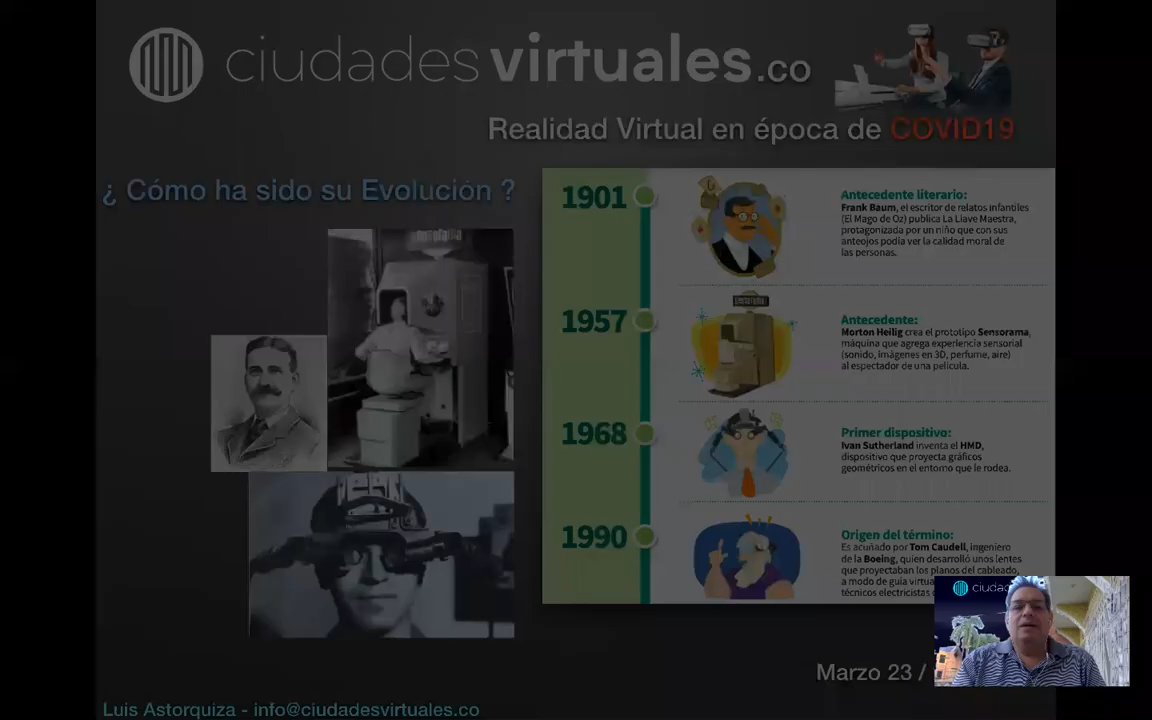 ciudadesvirtuales.co
Realidad Virtual en época de COVID19
¿ Cómo ha sido su Evolución ?
1901
Antecedente literario:
Frank Baum, el escritor de relatos infantiles
(El Mago de Oz) publica La Llave Maestra,
protagonizada por un niño que con sus
anteojos podía ver la calidad moral de
las personas.
1957
Antecedente:
Morton Heilig crea el prototipo Sensorama,
máquina que agrega experiencia sensorial
(sonido, imágenes en 3D, perfume, aire)
al espectador de una película.
1968
Primer dispositivo:
Ivan Sutherland inventa el HMD,
dispositivo que proyecta gráficos
geométricos en el entorno que le rodea.
1990
Origen del término:
Es acuñado por Tom Caudell, ingeniero
de la Boeing, quien desarrolló unos lentes
que proyectaban los planos del cableado,
a modo de guía virtua
técnicos electricistas
ciudad
Marzo 23 /
Luis Astorquiza - info@ciudadesvirtuales.co